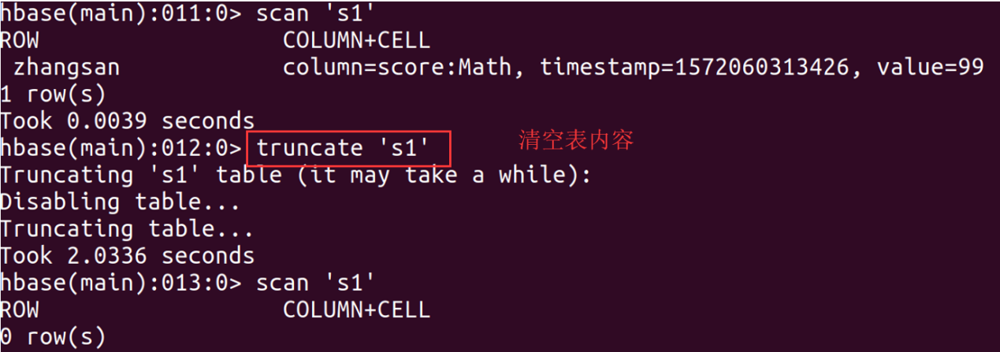 hbase(main):011:0> scan 's1'
ROW COLUMN+CELL
zhangsan column=score:Math, timestamp=1572060313426, value=99
1 row(s)
Took 0.0039 seconds
hbase(main):012:0> truncate 's1' 清空表内容
Truncating 's1' table (it may take a while):
Disabling table...
Truncating table...
Took 2.0336 seconds
hbase(main):013:0> scan 's1'
ROW COLUMN+CELL
0 row(s)